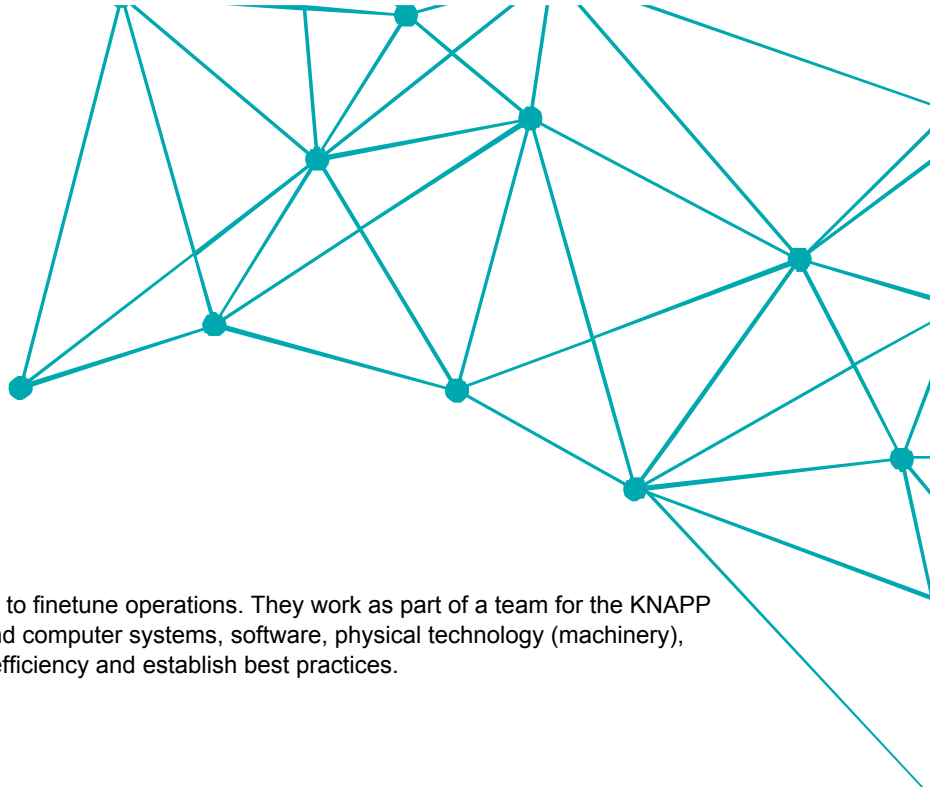 to finetune operations. They work as part of a team for the KNAPP
nd computer systems, software, physical technology (machinery),
efficiency and establish best practices.